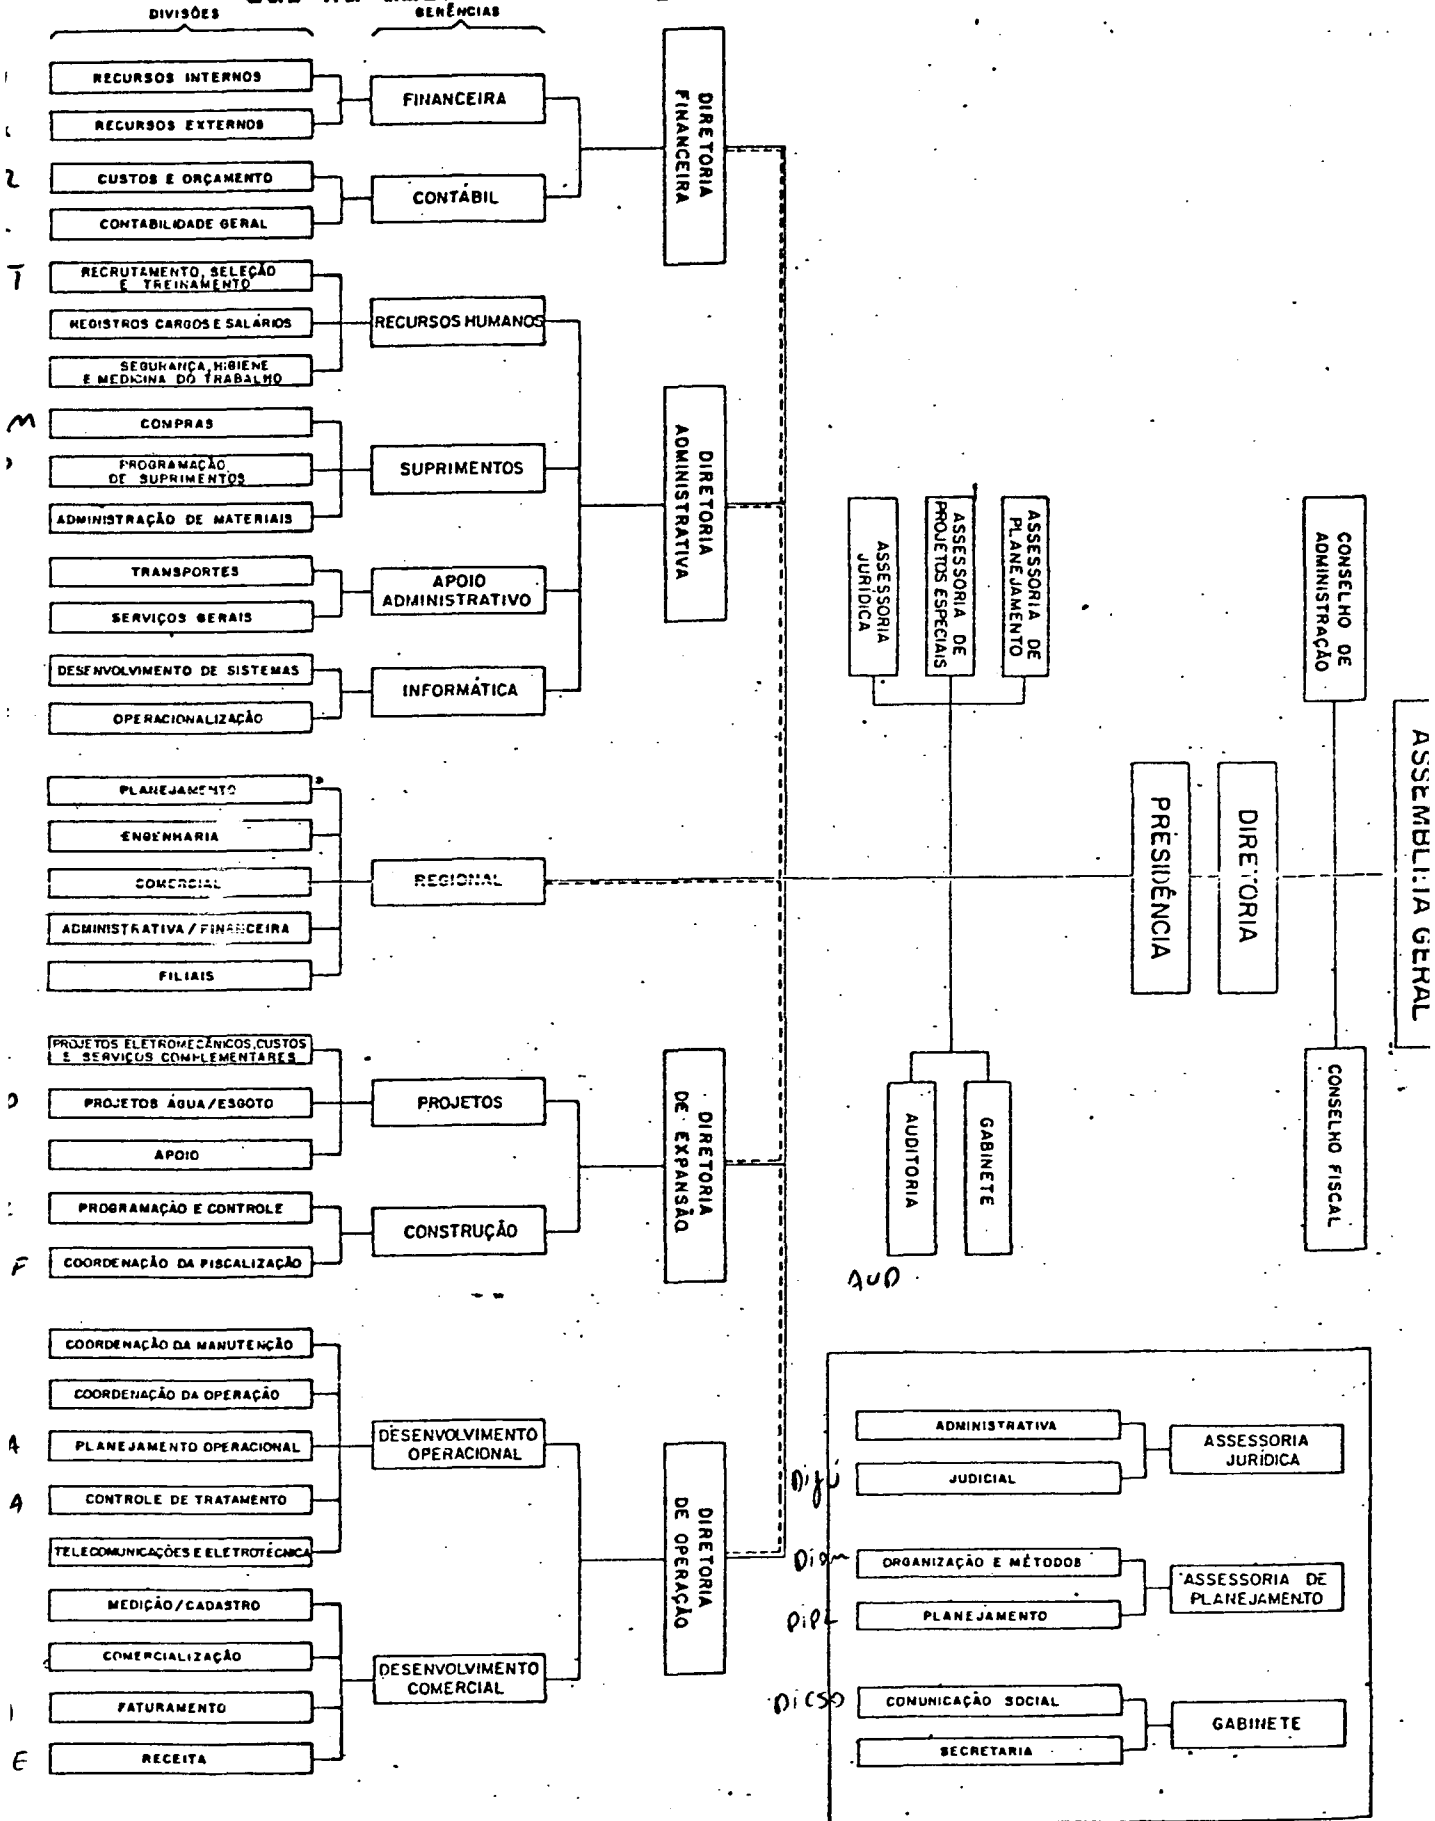 DIVISÕES
GERÊNCIAS
RECURSOS INTERNOS
RECURSOS EXTERNOS
FINANCEIRA
CUSTOS E ORÇAMENTO
CONTABILIDADE GERAL
CONTÁBIL
DIRETORIA
FINANCEIRA
RECRUTAMENTO, SELEÇÃO
E TREINAMENTO
REGISTROS CARGOS E SALÁRIOS
SEGURANÇA, HIGIENE
E MEDICINA DO TRABALHO
RECURSOS HUMANOS
COMPRAS
PROGRAMAÇÃO
DE SUPRIMENTOS
ADMINISTRAÇÃO DE MATERIAIS
SUPRIMENTOS
TRANSPORTES
SERVIÇOS GERAIS
APOIO
ADMINISTRATIVO
DESENVOLVIMENTO DE SISTEMAS
OPERACIONALIZAÇÃO
INFORMÁTICA
DIRETORIA
ADMINISTRATIVA
PLANEJAMENTO
ENGENHARIA
COMERCIAL
ADMINISTRATIVA / FINANCEIRA
FILIAIS
REGIONAL
PROJETOS ELETROMECÂNICOS, CUSTOS
E SERVIÇOS COMPLEMENTARES
PROJETOS ÁGUA/ESGOTO
APOIO
PROJETOS
PROGRAMAÇÃO E CONTROLE
COORDENAÇÃO DA FISCALIZAÇÃO
CONSTRUÇÃO
DIRETORIA
DE EXPANSÃO
COORDENAÇÃO DA MANUTENÇÃO
COORDENAÇÃO DA OPERAÇÃO
PLANEJAMENTO OPERACIONAL
CONTROLE DE TRATAMENTO
TELECOMUNICAÇÕES E ELETROTÉCNICA
DESENVOLVIMENTO
OPERACIONAL
MEDIÇÃO/CADASTRO
COMERCIALIZAÇÃO
FATURAMENTO
RECEITA
DESENVOLVIMENTO
COMERCIAL
DIRETORIA
DE OPERAÇÃO
ASSESSORIA
JURÍDICA
ASSESSORIA DE
PROJETOS ESPECIAIS
ASSESSORIA DE
PLANEJAMENTO
AUDITORIA
GABINETE
AUD
PRESIDÊNCIA
DIRETORIA
CONSELHO DE
ADMINISTRAÇÃO
CONSELHO FISCAL
ASSEMBLÉIA GERAL
ADMINISTRATIVA
JUDICIAL
ASSESSORIA
JURÍDICA
ORGANIZAÇÃO E MÉTODOS
DIPL
PLANEJAMENTO
ASSESSORIA DE
PLANEJAMENTO
DICSO
COMUNICAÇÃO SOCIAL
SECRETARIA
GABINETE